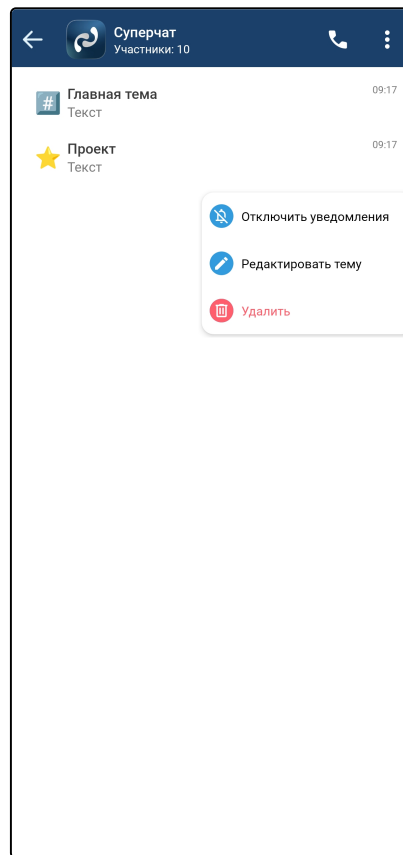 Суперчат
Участники: 10
#
Главная тема
09:17
Текст
Проект
09:17
Текст
Отключить уведомления
Редактировать тему
Удалить